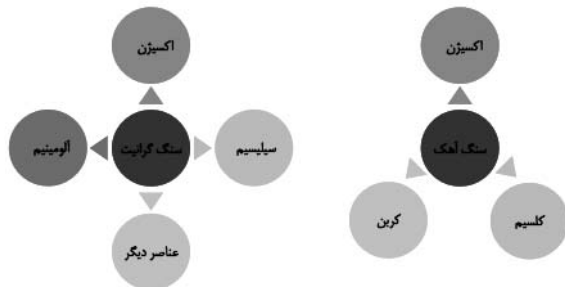 اکسیژن
اکسیژن
آلومینیم
سنگ گرانیت
سیلیسیم
سنگ آهک
کربن
کلسیم
عناصر دیگر